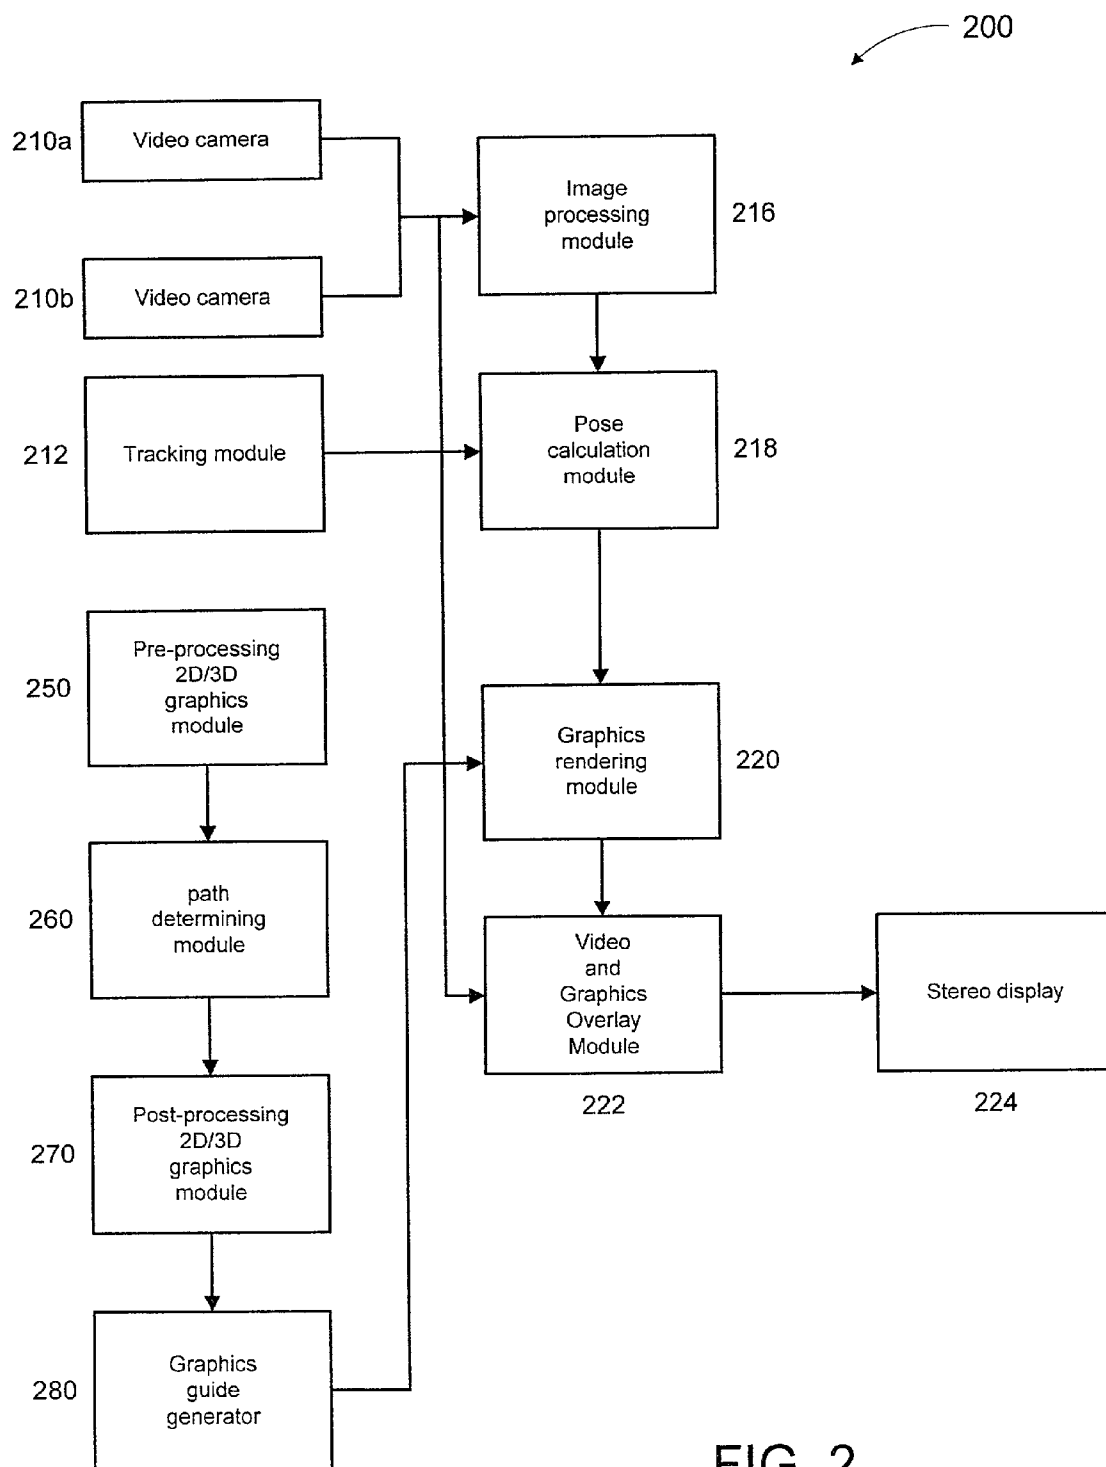 200
210a
Video camera
Image
processing
module
216
210b
Video camera
212
Tracking module
Pose
calculation
module
218
250
Pre-processing
2D/3D
graphics
module
Graphics
rendering
module
220
260
path
determining
module
Video
and
Graphics
Overlay
Module
222
Stereo display
224
270
Post-processing
2D/3D
graphics
module
280
Graphics
guide
generator
FIG. 2